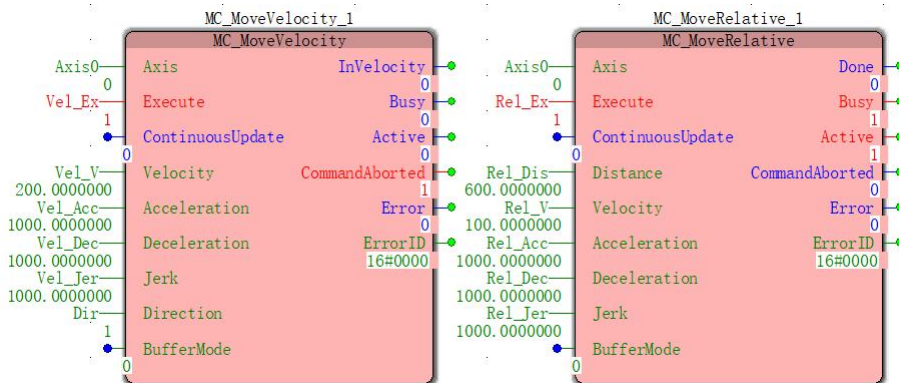 MC_MoveVelocity_1
MC_MoveVelocity
Axis0 Axis InVelocity
0 0
Vel_Ex Execute Busy
1 0
ContinuousUpdate Active
0 0
Vel_V Velocity CommandAborted
200.0000000 1
Vel_Acc Acceleration Error
1000.0000000 0
Vel_Dec Deceleration ErrorID
1000.0000000 16#0000
Vel_Jer Jerk
1000.0000000
Dir Direction
1
BufferMode
0
MC_MoveRelative_1
MC_MoveRelative
Axis0 Axis Done
0 0
Rel_Ex Execute Busy
1 1
ContinuousUpdate Active
0 1
Rel_Dis Distance CommandAborted
600.0000000 0
Rel_V Velocity Error
100.0000000 0
Rel_Acc Acceleration ErrorID
1000.0000000 16#0000
Rel_Dec Deceleration
1000.0000000
Rel_Jer Jerk
1000.0000000
BufferMode
0